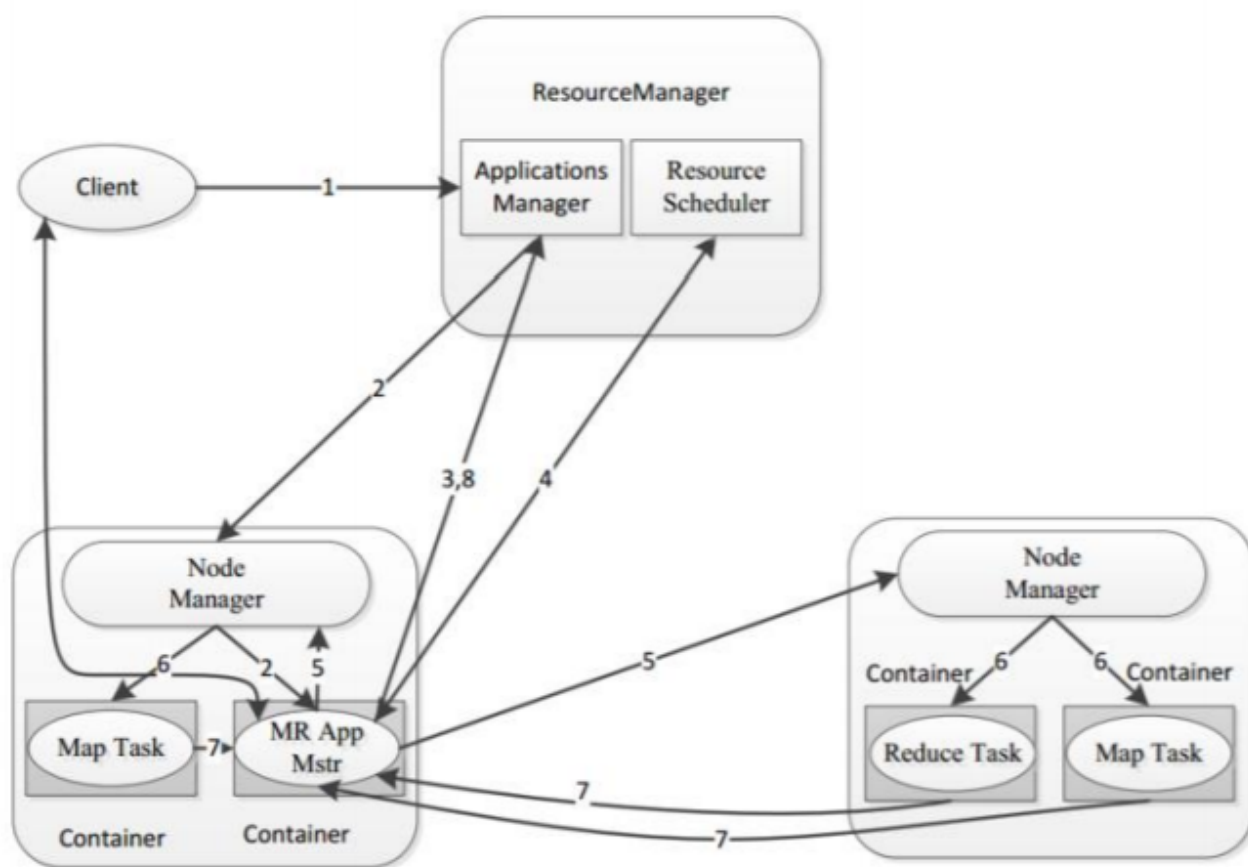 ResourceManager
Applications
Manager
Resource
Scheduler
Client
1
2
3,8
4
Node
Manager
6
2
5
Map Task
7
MR App
Mstr
Container
Container
5
Node
Manager
Container
6
6
Container
Reduce Task
Map Task
7
7